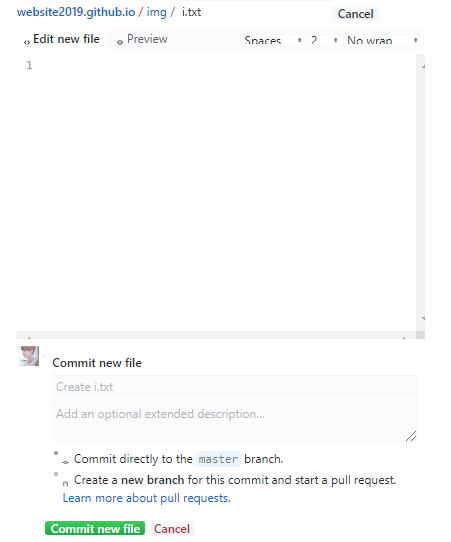 website2019.github.io / img / i.txt Cancel
Edit new file Preview Spaces 2 No wrap
1
Commit new file
Create i.txt
Add an optional extended description...
Commit directly to the master branch.
Create a new branch for this commit and start a pull request.
Learn more about pull requests.
Commit new file Cancel